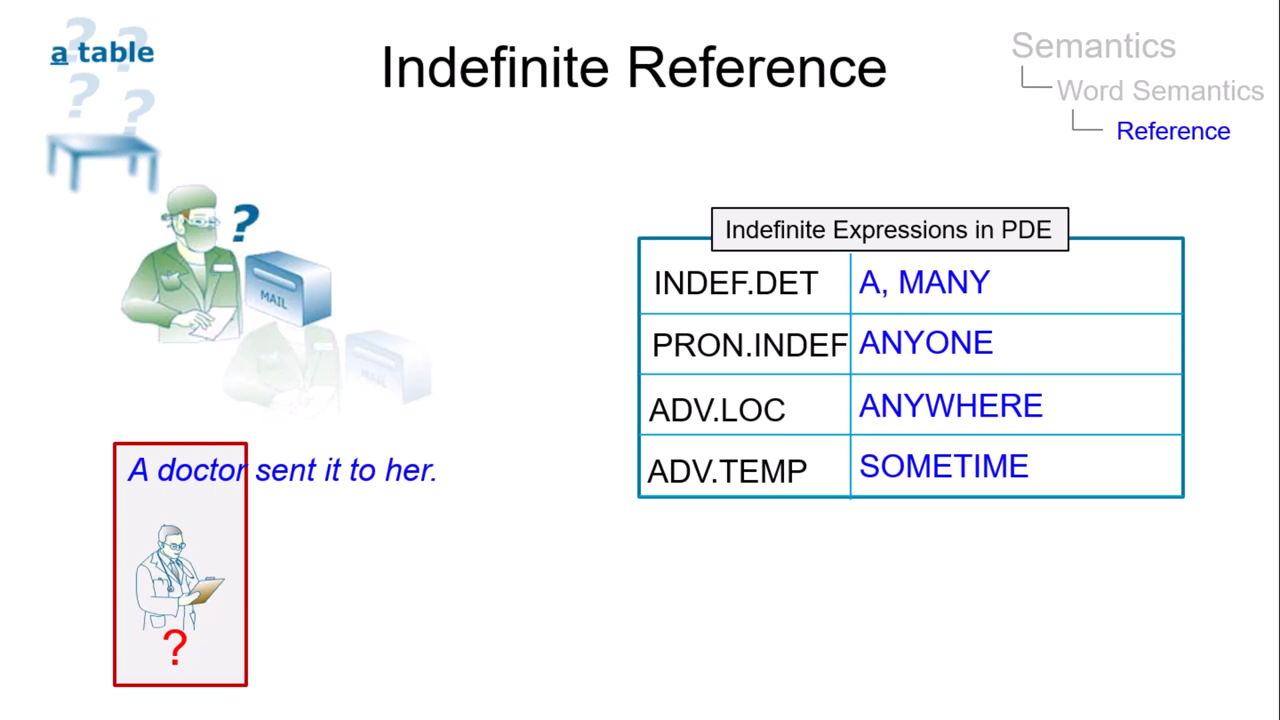 ? ?
a table
? ?
Indefinite Reference
Semantics
Word Semantics
Reference
?
MAIL
MAIL
Indefinite Expressions in PDE
INDEF.DET A, MANY
PRON.INDEF ANYONE
ADV.LOC ANYWHERE
ADV.TEMP SOMETIME
A doctor sent it to her.
?